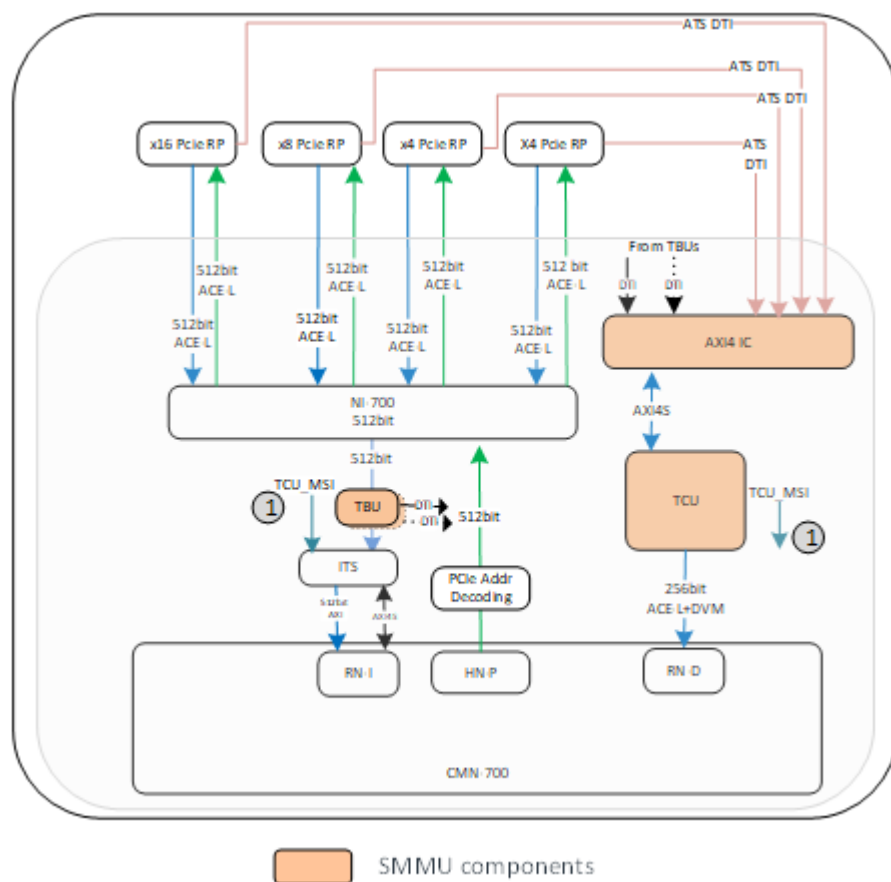 ATS DTI
ATS DTI
ATS DTI
x16 Pcie RP
x8 Pcie RP
x4 Pcie RP
X4 Pcie RP
ATS
DTI
From TBUs
DTI
DTI
512bit
ACE-L
512bit
ACE-L
512bit
ACE-L
512 bit
ACE-L
512bit
ACE-L
512bit
ACE-L
512bit
ACE-L
512bit
ACE-L
AXI4 IC
NI-700
512bit
AXI4S
512bit
TCU_MSI
1
TBU
DTI
DTI
512bit
TCU
TCU_MSI
1
ITS
PCIe Addr
Decoding
512bit
AXI
AXI4S
256bit
ACE-L+DVM
RN-I
HN-P
RN-D
CMN-700
SMMU components